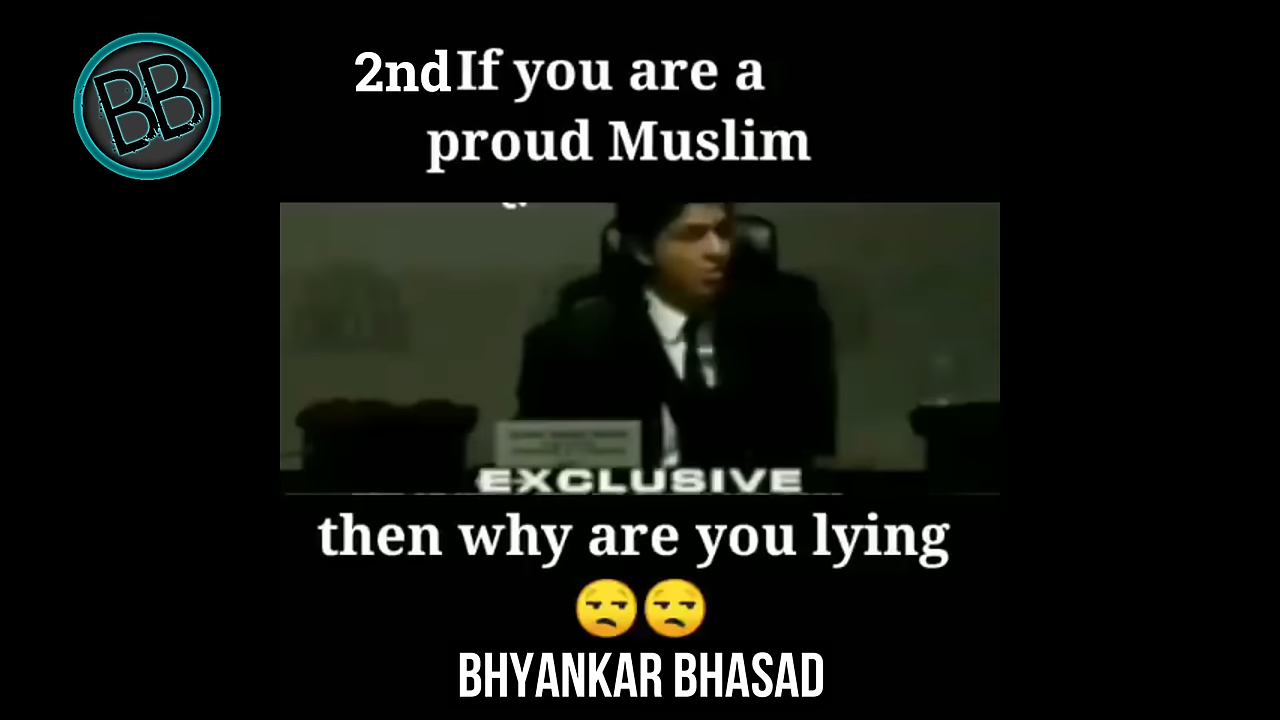 BB
2ndIf you are a
proud Muslim
EXCLUSIVE
then why are you lying
😒😒
BHYANKAR BHASAD